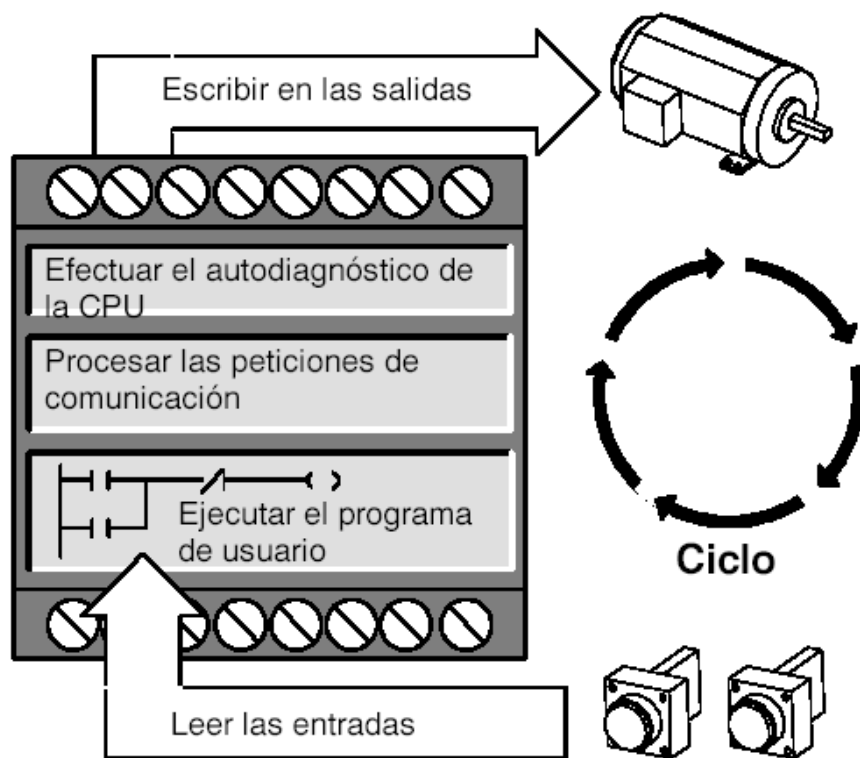 Escribir en las salidas
Efectuar el autodiagnóstico de
la CPU
Procesar las peticiones de
comunicación
Ejecutar el programa
de usuario
Ciclo
Leer las entradas